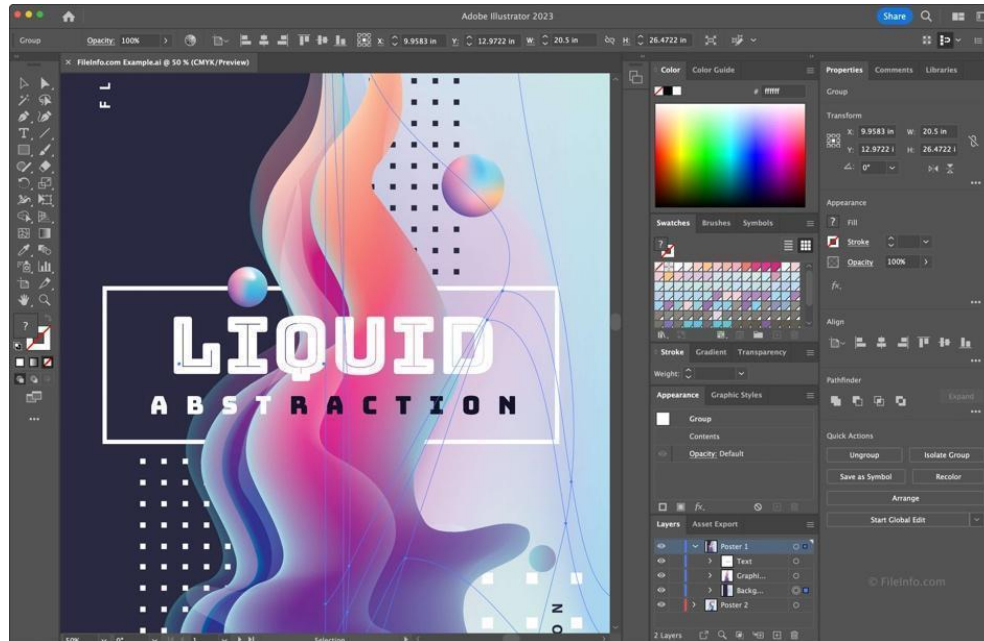 Adobe Illustrator 2023
Share
Group
Opacity: 100%
X: 9.9583 in
Y: 12.9722 in
W: 20.5 in
H: 26.4722 in
× FileInfo.com Example.ai @ 50 % (CMYK/Preview)
F L
LIQUID
ABSTRACTION
O N
50%
0°
1
Selection
Color
Color Guide
# ffffff
Swatches
Brushes
Symbols
Stroke
Gradient
Transparency
Weight:
Appearance
Graphic Styles
Group
Contents
Opacity: Default
fx.
Layers
Asset Export
Poster 1
Text
Graphi...
Backg...
Poster 2
2 Layers
Properties
Comments
Libraries
Group
Transform
X: 9.9583 in
W: 20.5 in
Y: 12.9722 i
H: 26.4722 i
0°
Appearance
? Fill
Stroke
Opacity 100%
fx.
Align
Pathfinder
Expand
Quick Actions
Ungroup
Isolate Group
Save as Symbol
Recolor
Arrange
Start Global Edit
© FileInfo.com